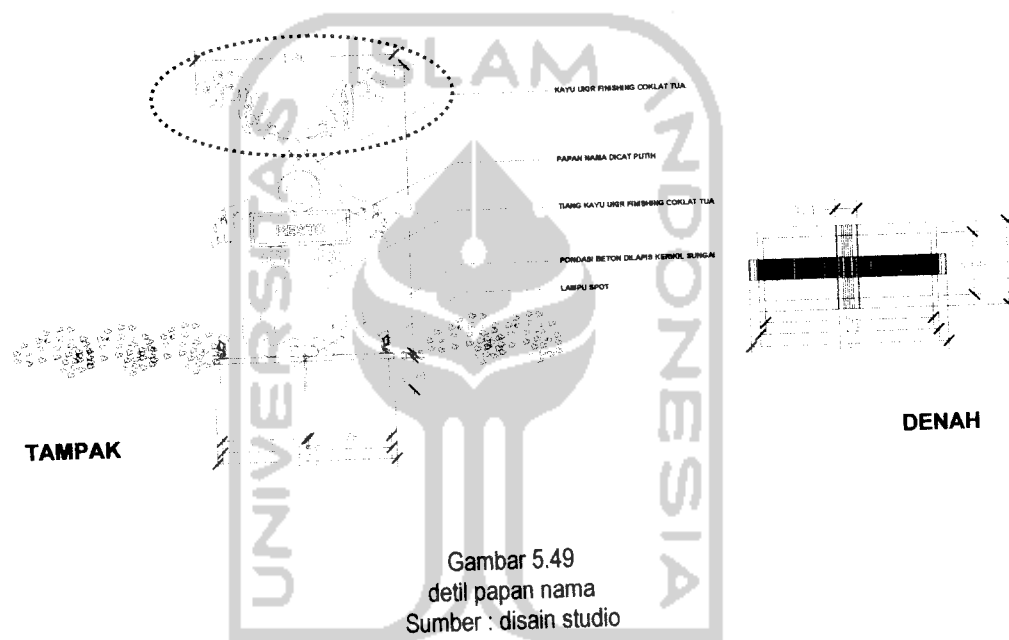 UNIVERSITAS
ISLAM
INDONESIA
KAYU UKIR FINISHING COKLAT TUA
PAPAN NAMA DICAT PUTIH
RESTO
TIANG KAYU UKIR FINISHING COKLAT TUA
PONDASI BETON DILAPIS KERIKIL SUNGAI
LAMPU SPOT
TAMPAK
DENAH
Gambar 5.49
detil papan nama
Sumber : disain studio